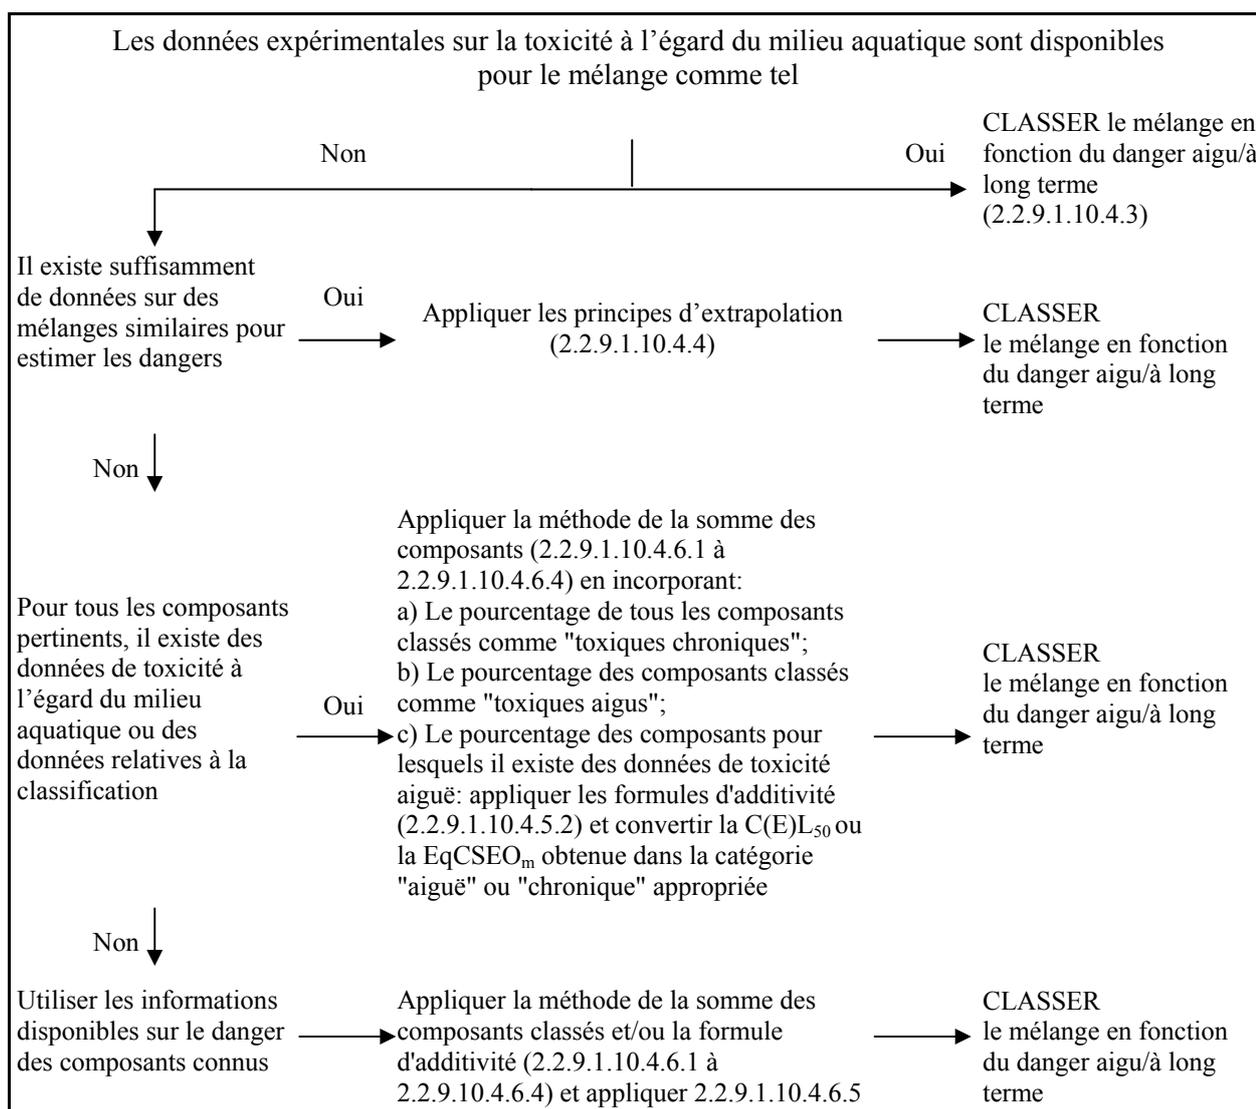 Les données expérimentales sur la toxicité à l’égard du milieu aquatique sont disponibles
pour le mélange comme tel
Non
Oui
CLASSER le mélange en
fonction du danger aigu/à
long terme
(2.2.9.1.10.4.3)
Il existe suffisamment
de données sur des
mélanges similaires pour
estimer les dangers
Oui
Appliquer les principes d’extrapolation
(2.2.9.1.10.4.4)
CLASSER
le mélange en fonction
du danger aigu/à long
terme
Non
Pour tous les composants
pertinents, il existe des
données de toxicité à
l’égard du milieu
aquatique ou des
données relatives à la
classification
Oui
Appliquer la méthode de la somme des
composants (2.2.9.1.10.4.6.1 à
2.2.9.1.10.4.6.4) en incorporant:
a) Le pourcentage de tous les composants
classés comme "toxiques chroniques";
b) Le pourcentage des composants classés
comme "toxiques aigus";
c) Le pourcentage des composants pour
lesquels il existe des données de toxicité
aiguë: appliquer les formules d'additivité
(2.2.9.1.10.4.5.2) et convertir la C(E)L50 ou
la EqCSEOm obtenue dans la catégorie
"aiguë" ou "chronique" appropriée
CLASSER
le mélange en fonction
du danger aigu/à long
terme
Non
Utiliser les informations
disponibles sur le danger
des composants connus
Appliquer la méthode de la somme des
composants classés et/ou la formule
d'additivité (2.2.9.1.10.4.6.1 à
2.2.9.10.4.6.4) et appliquer 2.2.9.1.10.4.6.5
CLASSER
le mélange en fonction
du danger aigu/à long
terme